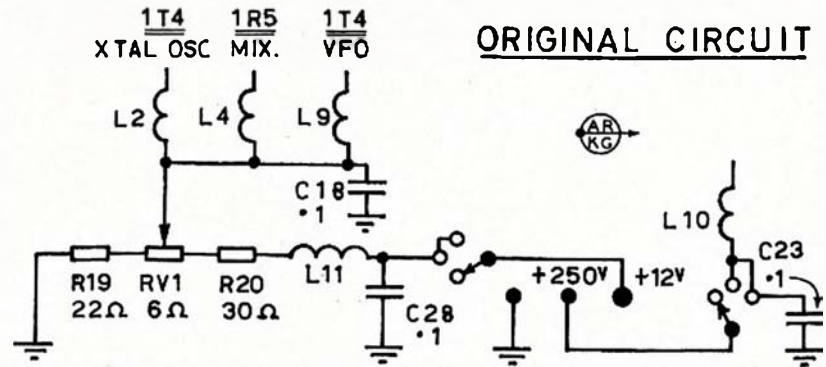 1T4 1R5 1T4
XTAL OSC MIX. VFO
ORIGINAL CIRCUIT
L2 L4 L9
AR
KG
C18
·1
L10
L11
C23
·1
+250V +12V
R19 RV1 R20
22Ω 6Ω 30Ω
C28
·1